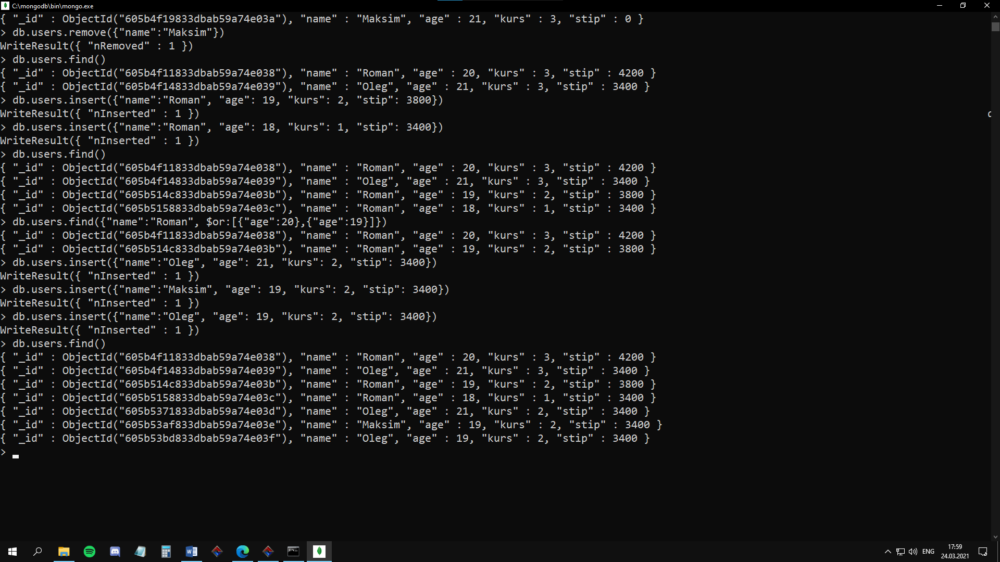 C:\mongodb\bin\mongo.exe
{ "_id" : ObjectId("605b4f19833dbab59a74e03a"), "name" : "Maksim", "age" : 21, "kurs" : 3, "stip" : 0 }
> db.users.remove({"name":"Maksim"})
WriteResult({ "nRemoved" : 1 })
> db.users.find()
{ "_id" : ObjectId("605b4f11833dbab59a74e038"), "name" : "Roman", "age" : 20, "kurs" : 3, "stip" : 4200 }
{ "_id" : ObjectId("605b4f14833dbab59a74e039"), "name" : "Oleg", "age" : 21, "kurs" : 3, "stip" : 3400 }
> db.users.insert({"name":"Roman", "age": 19, "kurs": 2, "stip": 3800})
WriteResult({ "nInserted" : 1 })
> db.users.insert({"name":"Roman", "age": 18, "kurs": 1, "stip": 3400})
WriteResult({ "nInserted" : 1 })
> db.users.find()
{ "_id" : ObjectId("605b4f11833dbab59a74e038"), "name" : "Roman", "age" : 20, "kurs" : 3, "stip" : 4200 }
{ "_id" : ObjectId("605b4f14833dbab59a74e039"), "name" : "Oleg", "age" : 21, "kurs" : 3, "stip" : 3400 }
{ "_id" : ObjectId("605b514c833dbab59a74e03b"), "name" : "Roman", "age" : 19, "kurs" : 2, "stip" : 3800 }
{ "_id" : ObjectId("605b5158833dbab59a74e03c"), "name" : "Roman", "age" : 18, "kurs" : 1, "stip" : 3400 }
> db.users.find({"name":"Roman", $or:[{"age":20},{"age":19}]})
{ "_id" : ObjectId("605b4f11833dbab59a74e038"), "name" : "Roman", "age" : 20, "kurs" : 3, "stip" : 4200 }
{ "_id" : ObjectId("605b514c833dbab59a74e03b"), "name" : "Roman", "age" : 19, "kurs" : 2, "stip" : 3800 }
> db.users.insert({"name":"Oleg", "age": 21, "kurs": 2, "stip": 3400})
WriteResult({ "nInserted" : 1 })
> db.users.insert({"name":"Maksim", "age": 19, "kurs": 2, "stip": 3400})
WriteResult({ "nInserted" : 1 })
> db.users.insert({"name":"Oleg", "age": 19, "kurs": 2, "stip": 3400})
WriteResult({ "nInserted" : 1 })
> db.users.find()
{ "_id" : ObjectId("605b4f11833dbab59a74e038"), "name" : "Roman", "age" : 20, "kurs" : 3, "stip" : 4200 }
{ "_id" : ObjectId("605b4f14833dbab59a74e039"), "name" : "Oleg", "age" : 21, "kurs" : 3, "stip" : 3400 }
{ "_id" : ObjectId("605b514c833dbab59a74e03b"), "name" : "Roman", "age" : 19, "kurs" : 2, "stip" : 3800 }
{ "_id" : ObjectId("605b5158833dbab59a74e03c"), "name" : "Roman", "age" : 18, "kurs" : 1, "stip" : 3400 }
{ "_id" : ObjectId("605b5371833dbab59a74e03d"), "name" : "Oleg", "age" : 21, "kurs" : 2, "stip" : 3400 }
{ "_id" : ObjectId("605b53af833dbab59a74e03e"), "name" : "Maksim", "age" : 19, "kurs" : 2, "stip" : 3400 }
{ "_id" : ObjectId("605b53bd833dbab59a74e03f"), "name" : "Oleg", "age" : 19, "kurs" : 2, "stip" : 3400 }
>
ENG
17:59
24.03.2021